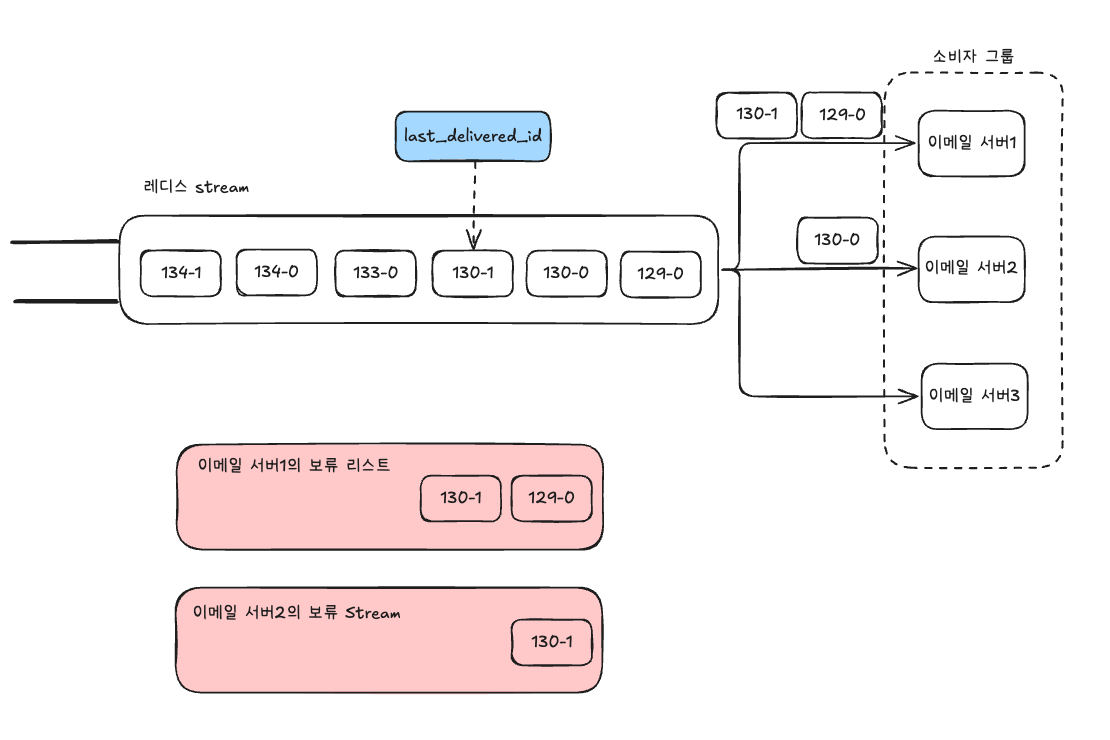 소비자 그룹
130-1
129-0
last_delivered_id
이메일 서버1
레디스 stream
130-0
134-1
134-0
133-0
130-1
130-0
129-0
이메일 서버2
이메일 서버3
이메일 서버1의 보류 리스트
130-1
129-0
이메일 서버2의 보류 Stream
130-1